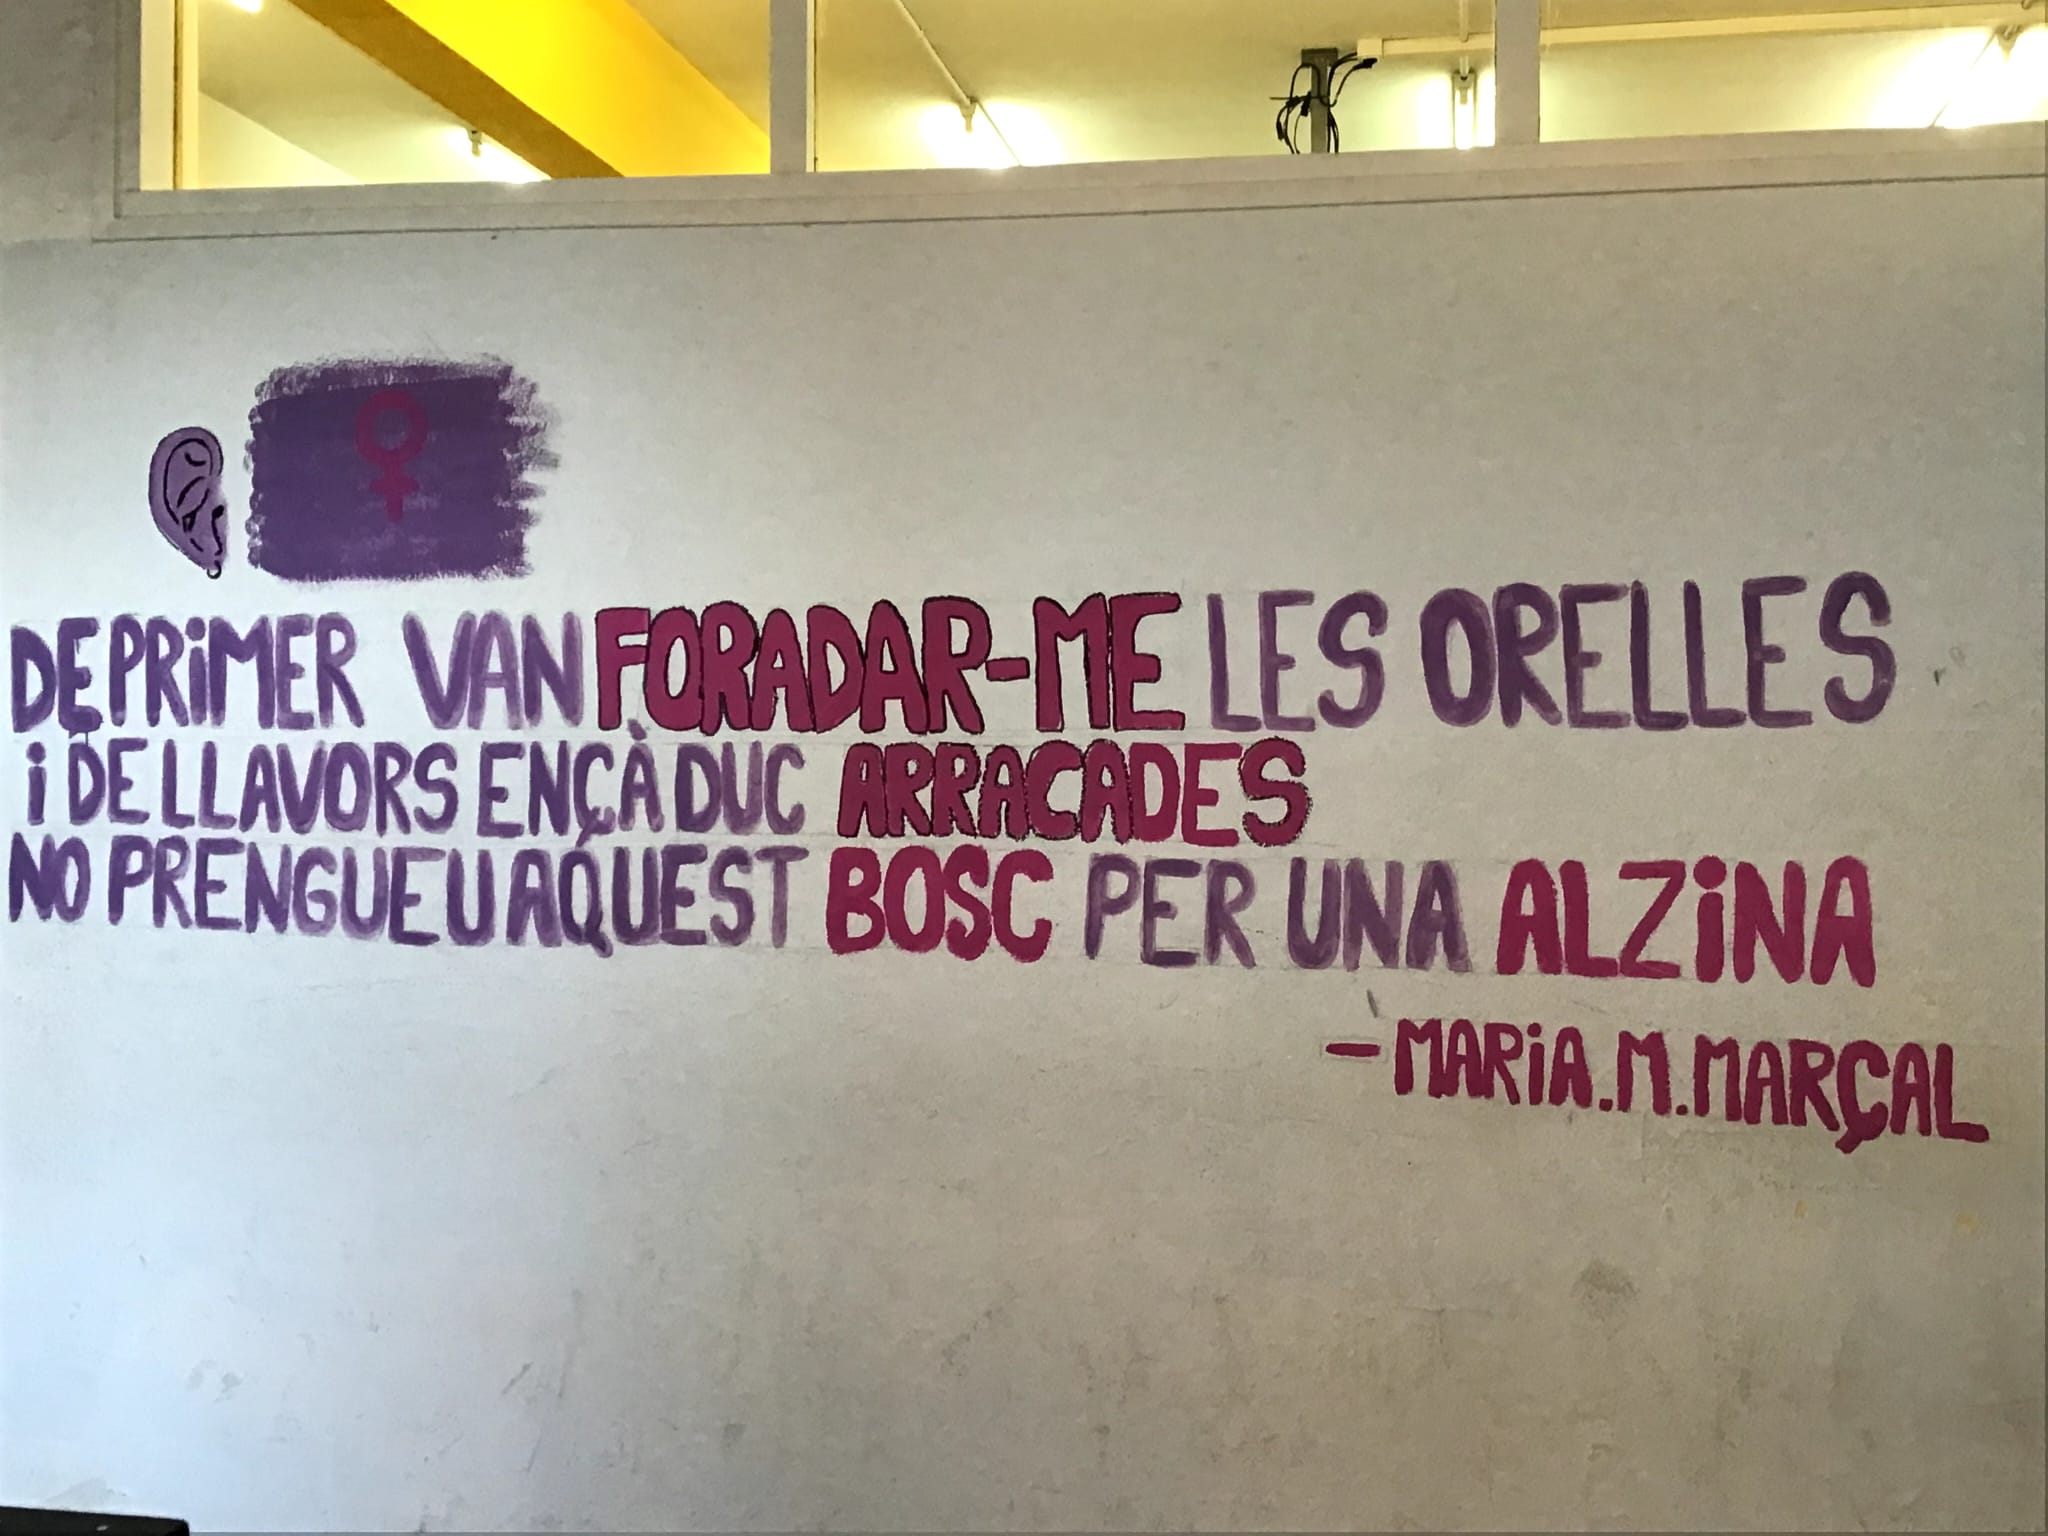 DE PRiMER VAN FORADAR-ME LES ORELLES
i DE LLAVORS ENÇÀ DUC ARRACADES
NO PRENGUEU AQUEST BOSC PER UNA ALZiNA
-MARiA.M.MARÇAL